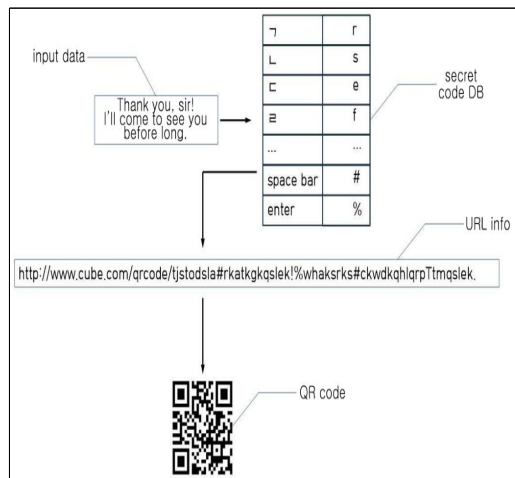 input data
Thank you, sir!
I'll come to see you
before long.
ㄱ r
ㄴ s
ㄷ e
ㄹ f
... ...
space bar #
enter %
secret
code DB
URL info
http://www.cube.com/qrcode/tjstodsla#rkatkgkqslek!%whaksrks#ckwdkqhlqrpTtmqslek.
QR code